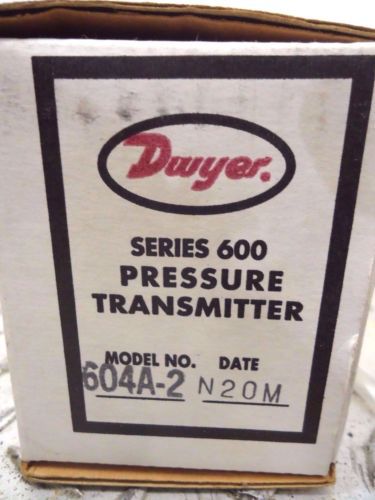 Dwyer.
SERIES 600
PRESSURE
TRANSMITTER
MODEL NO. DATE
604A-2 N20M